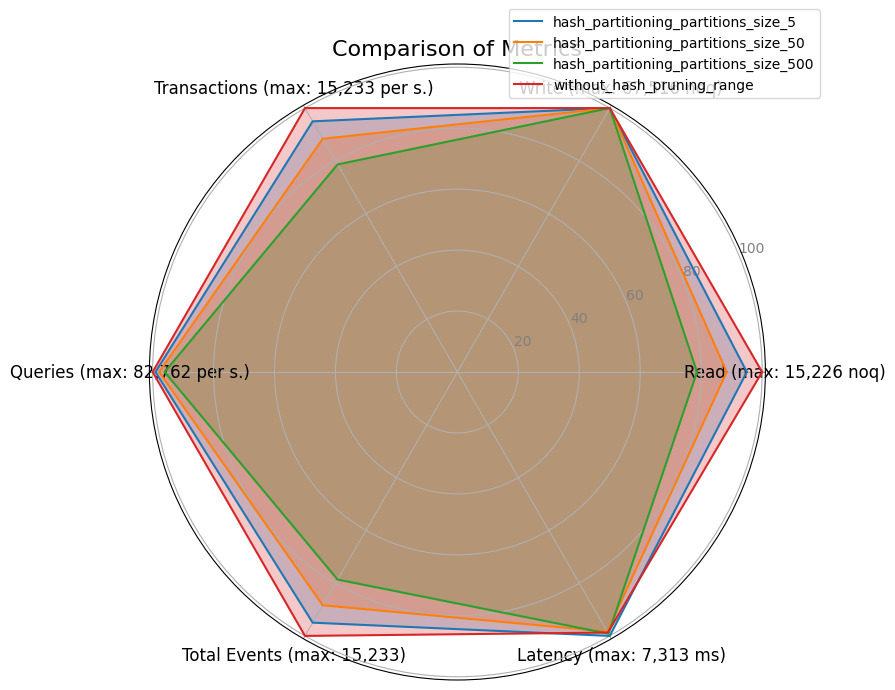 Comparison of Metrics
hash_partitioning_partitions_size_5
hash_partitioning_partitions_size_50
hash_partitioning_partitions_size_500
without_hash_pruning_range
Transactions (max: 15,233 per s.)
Write (max: noq)
100
80
60
40
20
Queries (max: 82,762 per s.)
Read (max: 15,226 noq)
Total Events (max: 15,233)
Latency (max: 7,313 ms)